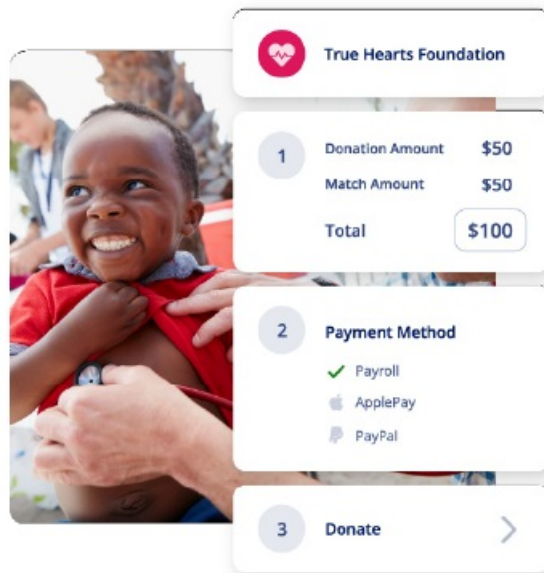 True Hearts Foundation
1
Donation Amount $50
Match Amount $50
Total $100
2
Payment Method
Payroll
ApplePay
PayPal
3
Donate